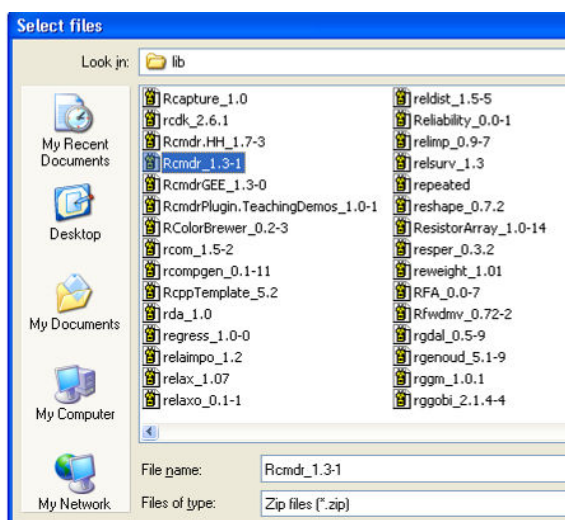 Select files
Look in:
lib
My Recent
Documents
Desktop
My Documents
My Computer
My Network
Rcapture_1.0
rcdk_2.6.1
Rcmdr.HH_1.7-3
Rcmdr_1.3-1
RcmdrGEE_1.3-0
RcmdrPlugin.TeachingDemos_1.0-1
RColorBrewer_0.2-3
rcom_1.5-2
rcompgen_0.1-11
RcppTemplate_5.2
rda_1.0
regress_1.0-0
relaimpo_1.2
relax_1.07
relaxo_0.1-1
reldist_1.5-5
Reliability_0.0-1
relimp_0.9-7
relsurv_1.3
repeated
reshape_0.7.2
ResistorArray_1.0-14
resper_0.3.2
reweight_1.01
RFA_0.0-7
Rfwdmv_0.72-2
rgdal_0.5-9
rgenoud_5.1-9
rggm_1.0.1
rggobi_2.1.4-4
File name:
Rcmdr_1.3-1
Files of type:
Zip files (*.zip)